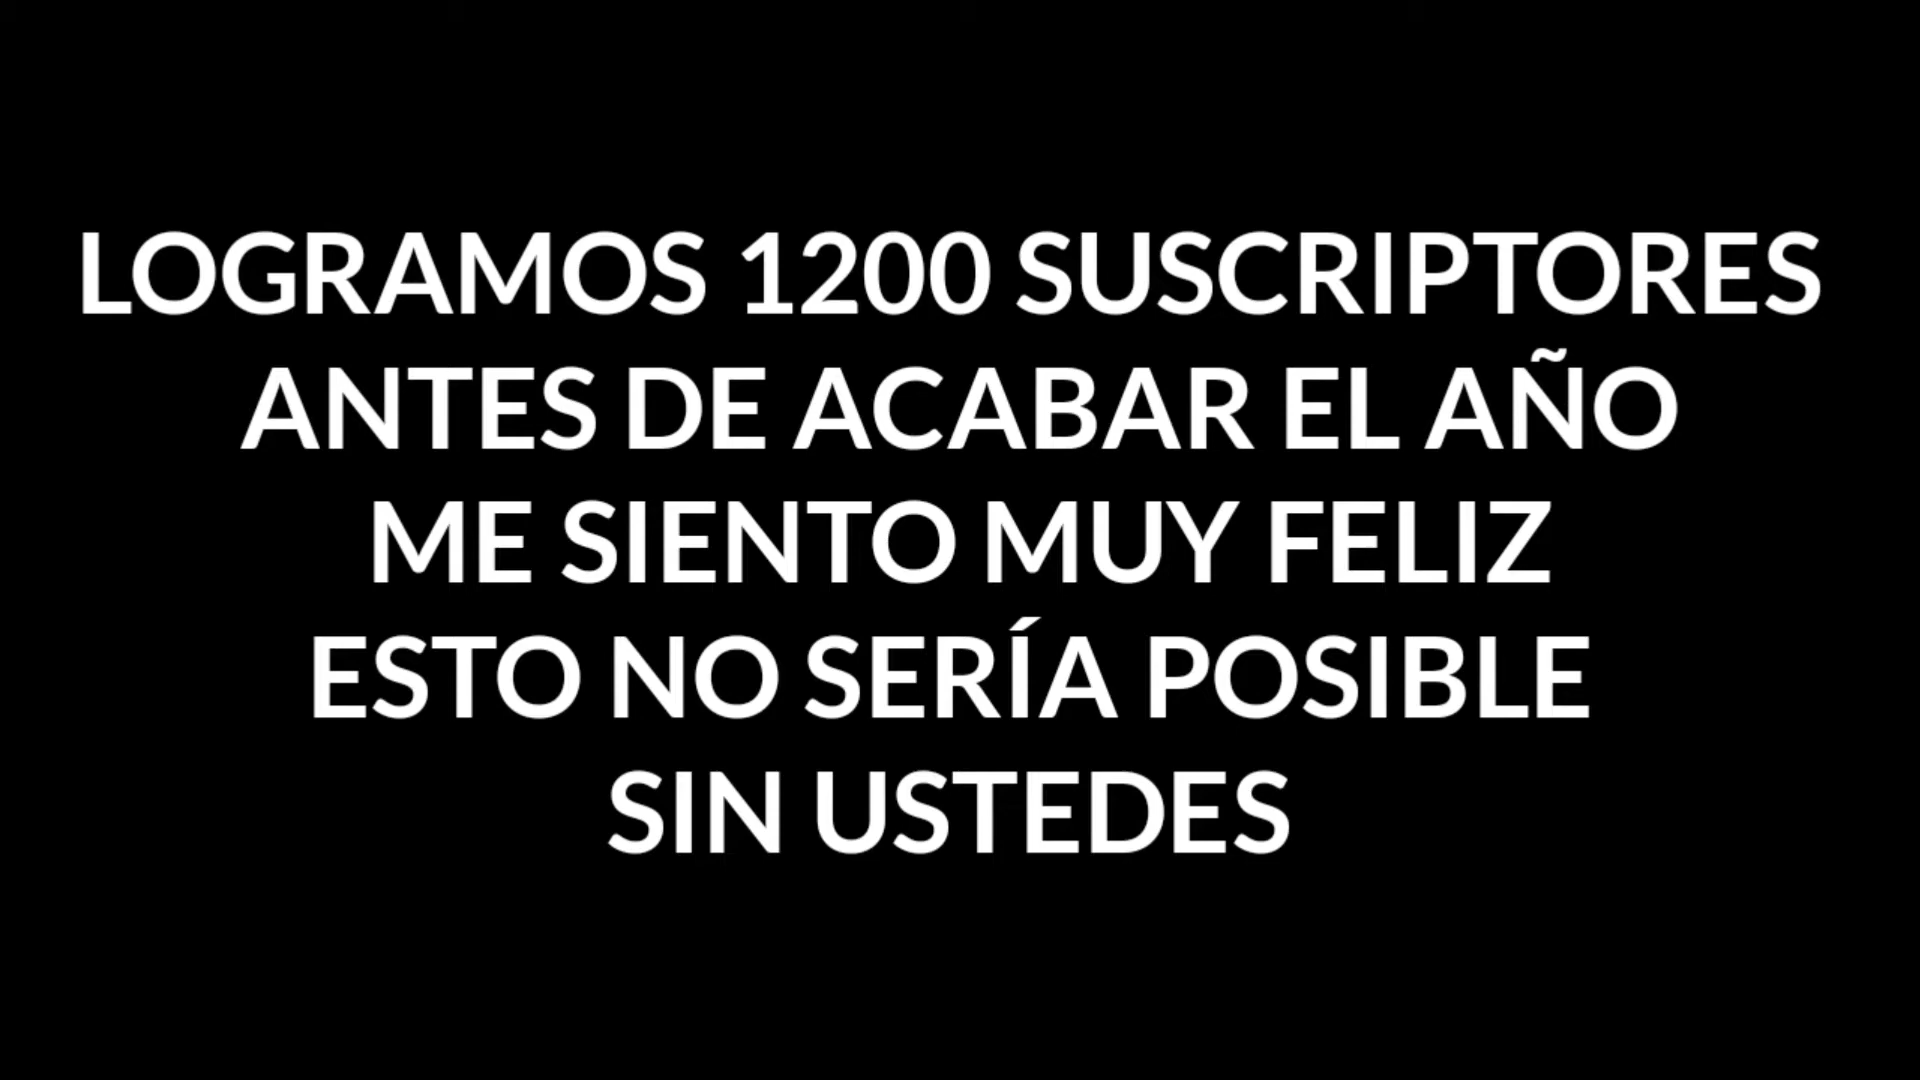 LOGRAMOS 1200 SUSCRIPTORES
ANTES DE ACABAR EL AÑO
ME SIENTO MUY FELIZ
ESTO NO SERÍA POSIBLE
SIN USTEDES